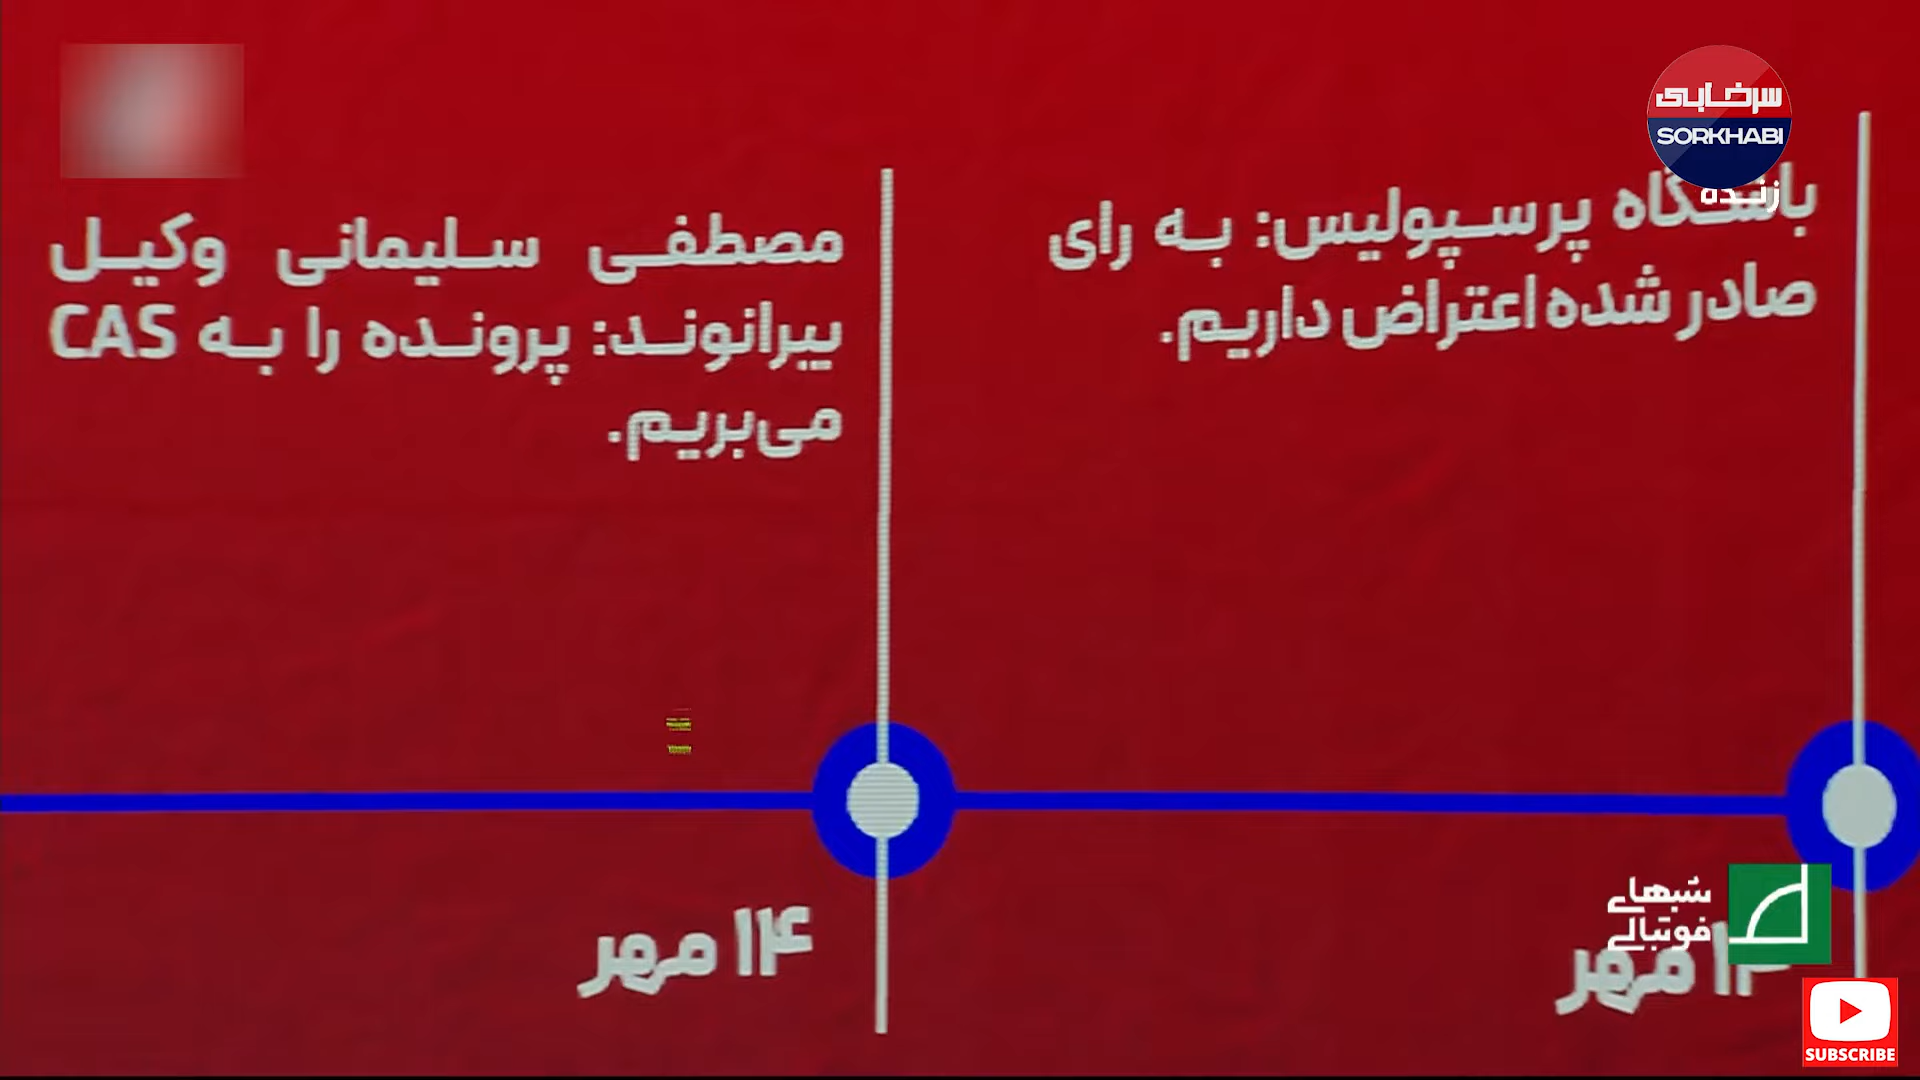 سرخابی
SORKHABI
زنده
باشگاه پرسپولیس: به رای
صادر شده اعتراض داریم.
مصطفی سلیمانی وکیل
بیرانوند: پرونده را به CAS
می‌بریم.
۱۴ مهر
مهر
شبهای
فوتبالی
SUBSCRIBE